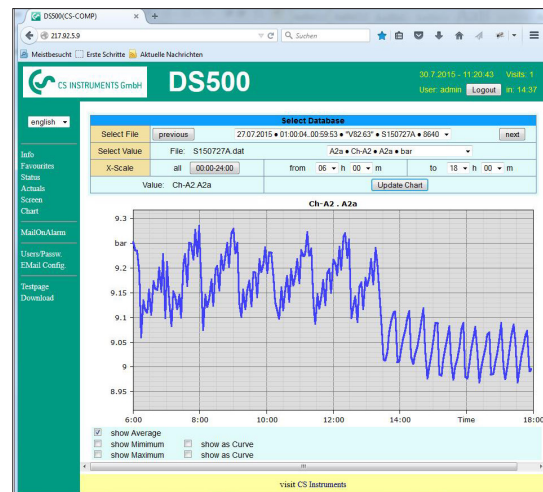 DS500(CS-COMP)
217.92.5.9
Suchen
Meistbesucht Erste Schritte Aktuelle Nachrichten
CS INSTRUMENTS GmbH
DS500
30.7.2015 - 11:20:43 Visits: 1
User: admin Logout in: 14:37
english
Info
Favourites
Status
Actuals
Screen
Chart
MailOnAlarm
Users/Passw.
EMail Config.
Testpage
Download
Select Database
Select File previous 27.07.2015 ● 01:00:04..00:59:53 ● "V82.63" ● S150727A ● 8640 next
Select Value File: S150727A.dat A2a ● Ch-A2 ● A2a ● bar
X-Scale all 00:00-24:00 from 06 h 00 m to 18 h 00 m
Value: Ch-A2 A2a Update Chart
Ch-A2 . A2a
9.3
bar
9.2
9.15
9.1
9.05
9
8.95
6:00 8:00 10:00 12:00 14:00 Time 18:00
show Average
show Mimimum show as Curve
show Maximum show as Curve
visit CS Instruments